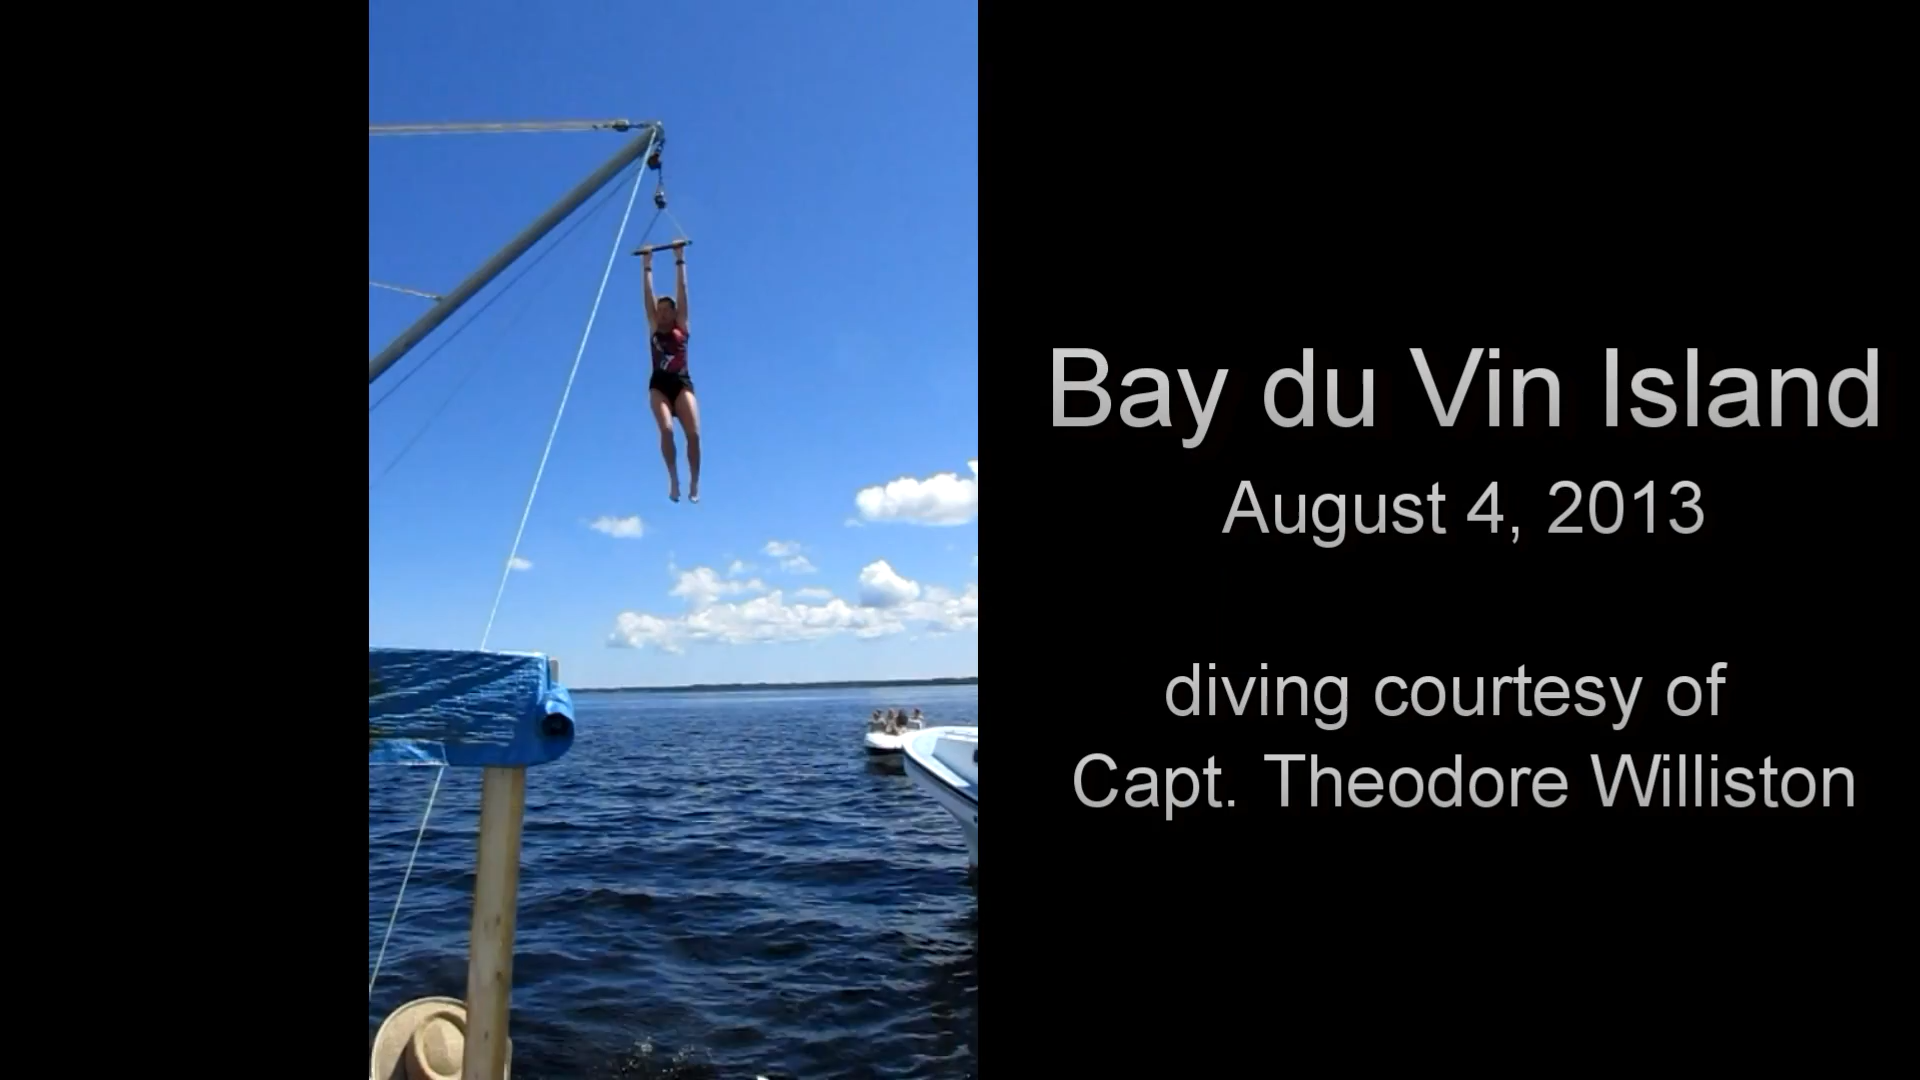 Bay du Vin Island
August 4, 2013
diving courtesy of
Capt. Theodore Williston